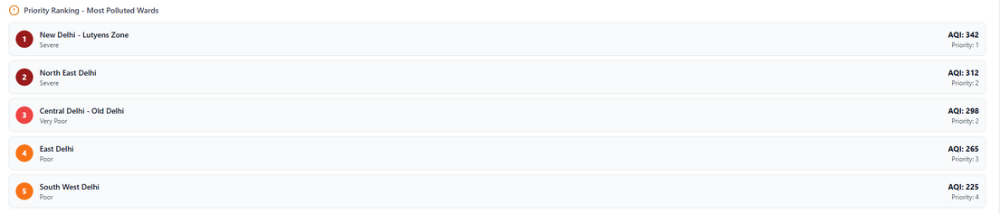 Priority Ranking - Most Polluted Wards
1
New Delhi - Lutyens Zone
Severe
AQI: 342
Priority: 1
2
North East Delhi
Severe
AQI: 312
Priority: 2
3
Central Delhi - Old Delhi
Very Poor
AQI: 298
Priority: 2
4
East Delhi
Poor
AQI: 265
Priority: 3
5
South West Delhi
Poor
AQI: 225
Priority: 4